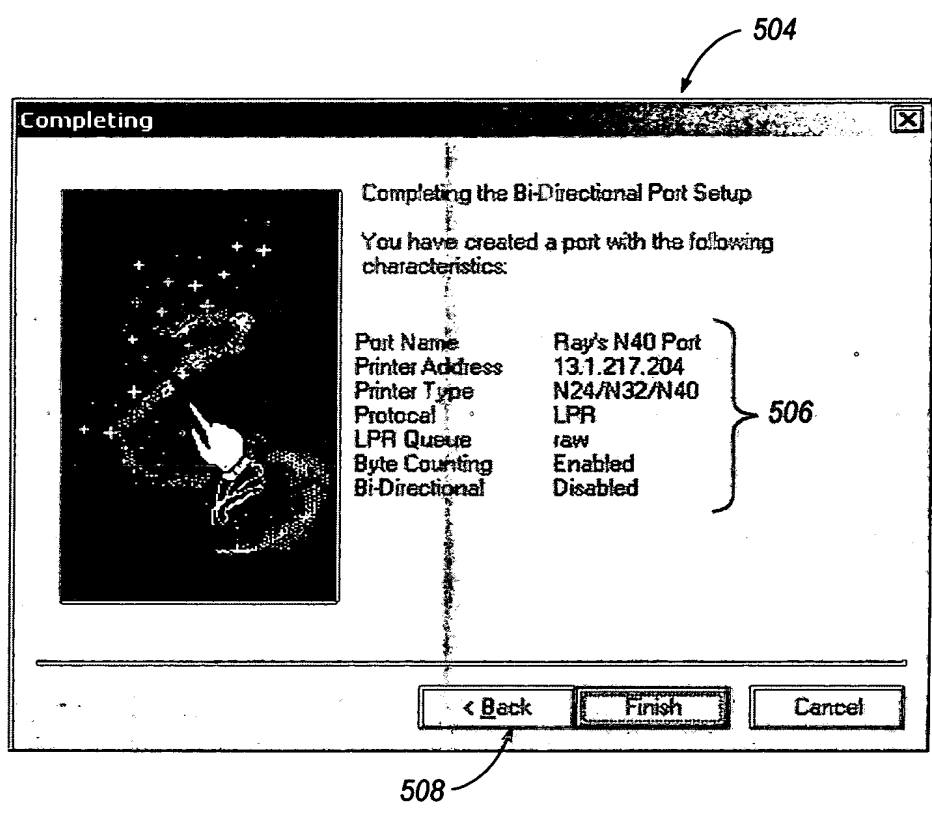 504
Completing
Completing the Bi-Directional Port Setup
You have created a port with the following
characteristics:
Port Name Ray's N40 Port
Printer Address 13.1.217.204
Printer Type N24/N32/N40
Protocal LPR
LPR Queue raw
Byte Counting Enabled
Bi-Directional Disabled
506
< Back Finish Cancel
508